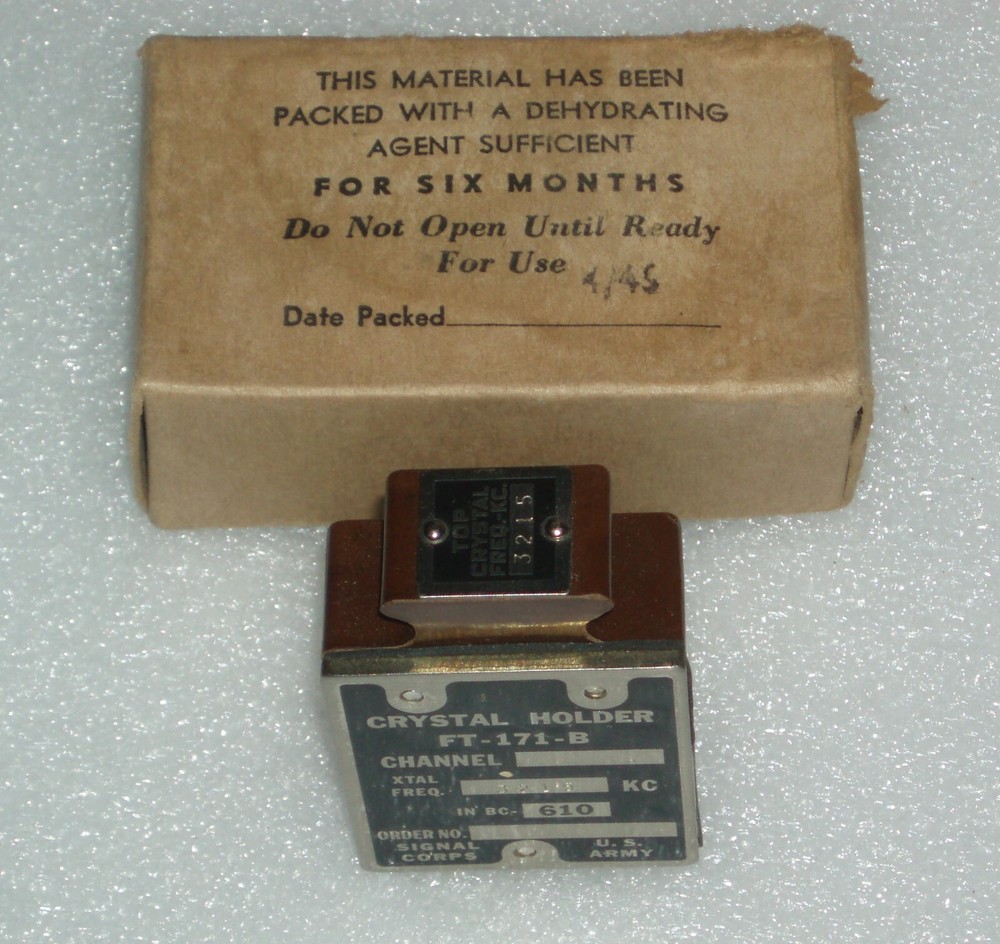 THIS MATERIAL HAS BEEN
PACKED WITH A DEHYDRATING
AGENT SUFFICIENT
FOR SIX MONTHS
Do Not Open Until Ready
For Use
4/45
Date Packed
TOP
CRYSTAL
FREQ.-KC.
3215
CRYSTAL HOLDER
FT-171-B
CHANNEL
XTAL
FREQ. KC
IN BC- 610
ORDER NO.
SIGNAL CORPS
U. S. ARMY